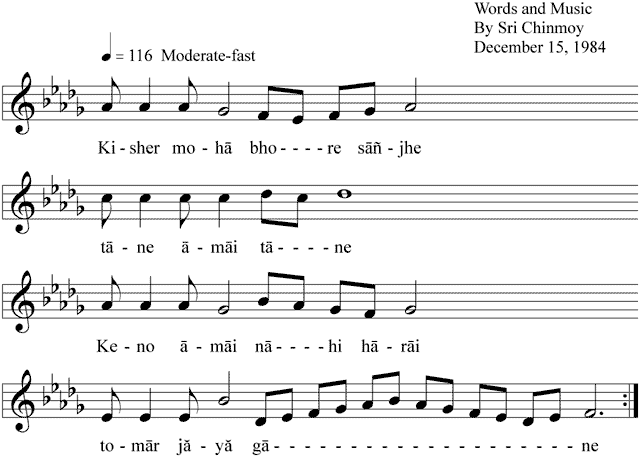 Words and Music
By Sri Chinmoy
December 15, 1984
= 116 Moderate-fast
Ki - sher mo - hā bho - - - - re sāñ - jhe
tā - ne ā - māi tā - - - - - ne
Ke - no ā - māi nā - - - - hi hā - rāi
to - mār jă - yă gā - - - - - - - - - - - - - - - - - - - - - - - ne